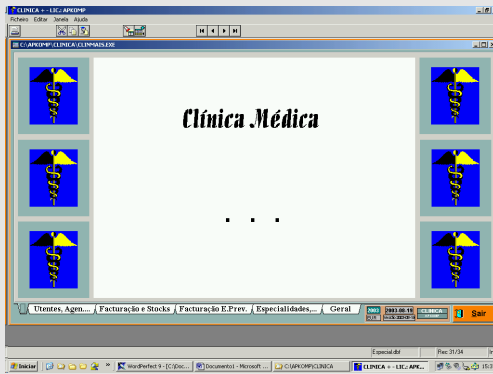 CLINICA + - LIC.: APKOMP
Ficheiro Editar Janela Ajuda
C:\APKOMP\CLINICA\CLINMAIS.EXE
Clínica Médica
. . .
Utentes, Agen.... Facturação e Stocks Facturação E.Prev. Especialidades,... Geral
2003 2003-08-19 CLINICA
EUR
Sair
Especial.dbf Rec: 31/34
Iniciar » WordPerfect 9 - [C:\Doc... Documento1 - Microsoft ... C:\APKOMP\CLINICA CLINICA + - LIC.: APK...